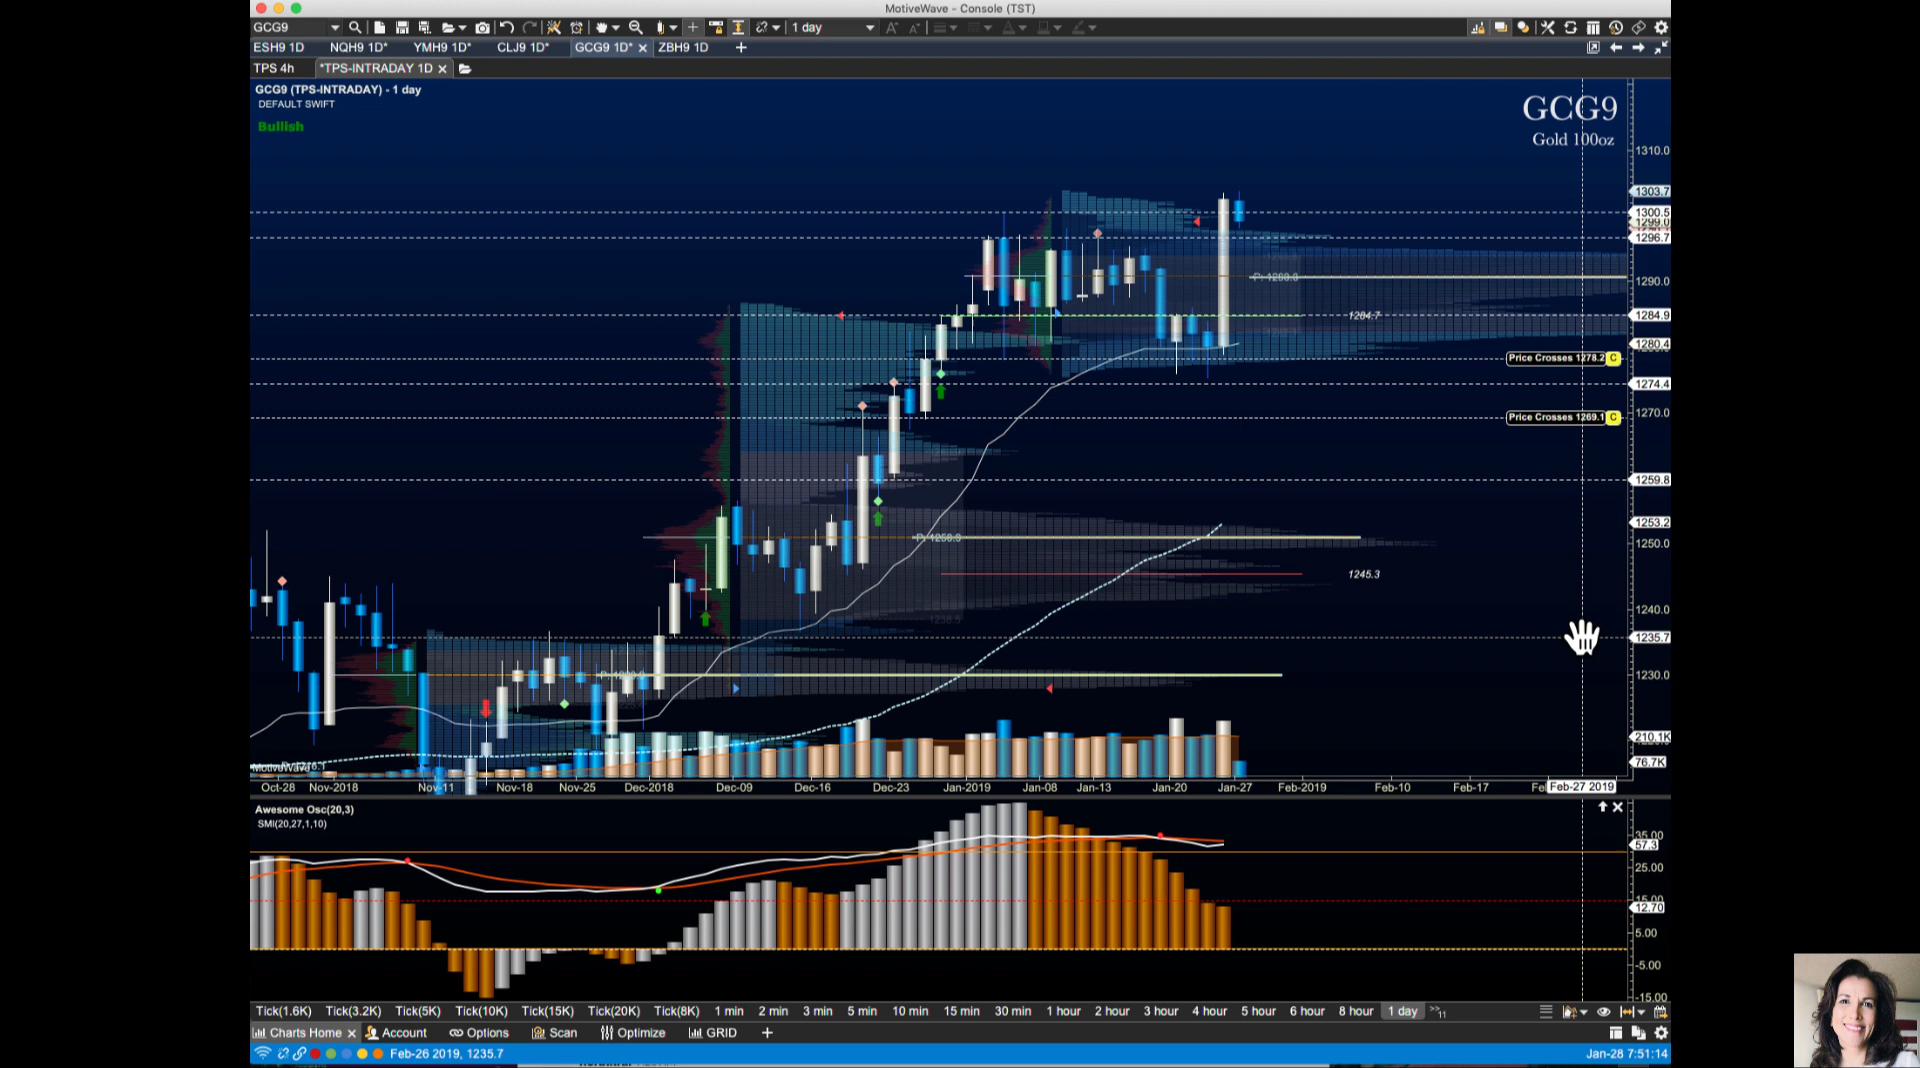 MotiveWave - Console (TST)
GCG9
1 day
ESH9 1D
NQH9 1D*
YMH9 1D*
CLJ9 1D*
GCG9 1D*
ZBH9 1D
TPS 4h
*TPS-INTRADAY 1D
GCG9 (TPS-INTRADAY) - 1 day
DEFAULT SWIFT
Bullish
GCG9
Gold 100oz
1310.0
1303.7
1300.5
1299.0
1296.7
1290.0
1284.9
1284.7
1280.4
Price Crosses 1278.2 C
1274.4
1270.0
Price Crosses 1269.1 C
1259.8
1253.2
1250.0
1245.3
1240.0
1238.5
1235.7
1230.0
210.1K
76.7K
MotiveWave
Oct-28
Nov-2018
Nov-11
Nov-18
Nov-25
Dec-2018
Dec-09
Dec-16
Dec-23
Jan-2019
Jan-08
Jan-13
Jan-20
Jan-27
Feb-2019
Feb-10
Feb-17
Feb-27 2019
Awesome Osc(20,3)
SMI(20,27,1,10)
35.00
57.3
25.00
15.00
12.70
5.00
-5.00
-15.00
Tick(1.6K) Tick(3.2K) Tick(5K) Tick(10K) Tick(15K) Tick(20K) Tick(8K) 1 min 2 min 3 min 5 min 10 min 15 min 30 min 1 hour 2 hour 3 hour 4 hour 5 hour 6 hour 8 hour 1 day >>11
Charts Home
Account
Options
Scan
Optimize
GRID
Feb-26 2019, 1235.7
Jan-28 7:51:14